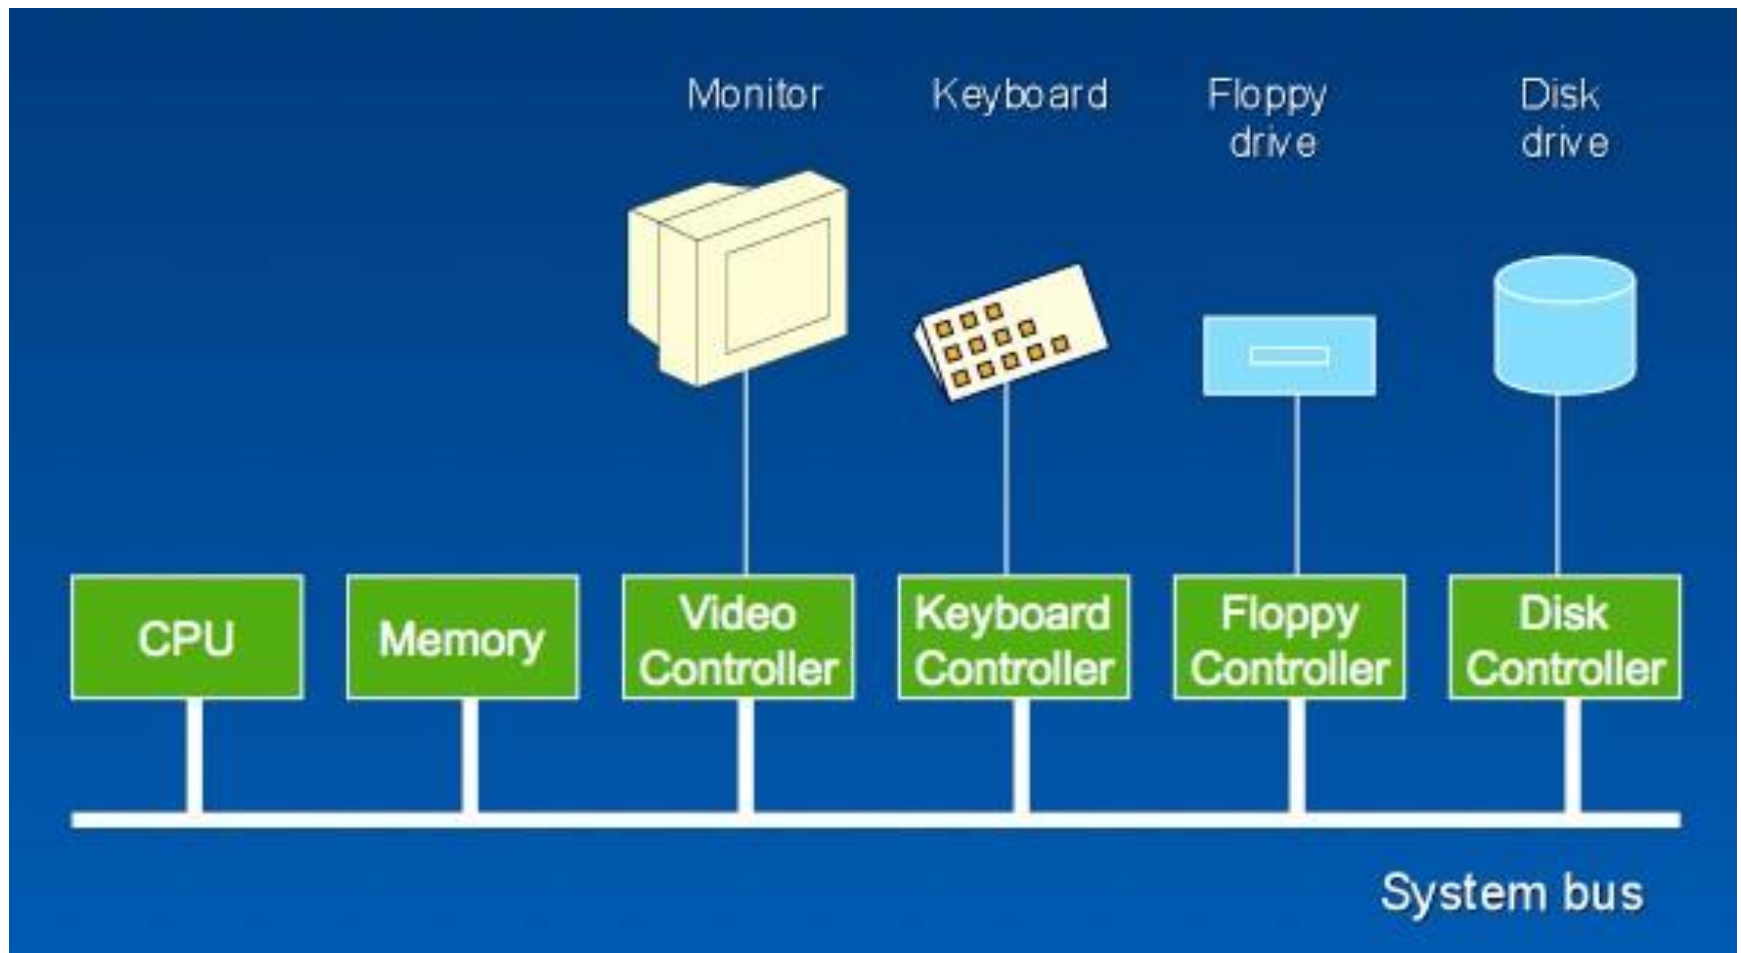 Monitor
Keyboard
Floppy
drive
Disk
drive
CPU
Memory
Video
Controller
Keyboard
Controller
Floppy
Controller
Disk
Controller
System bus